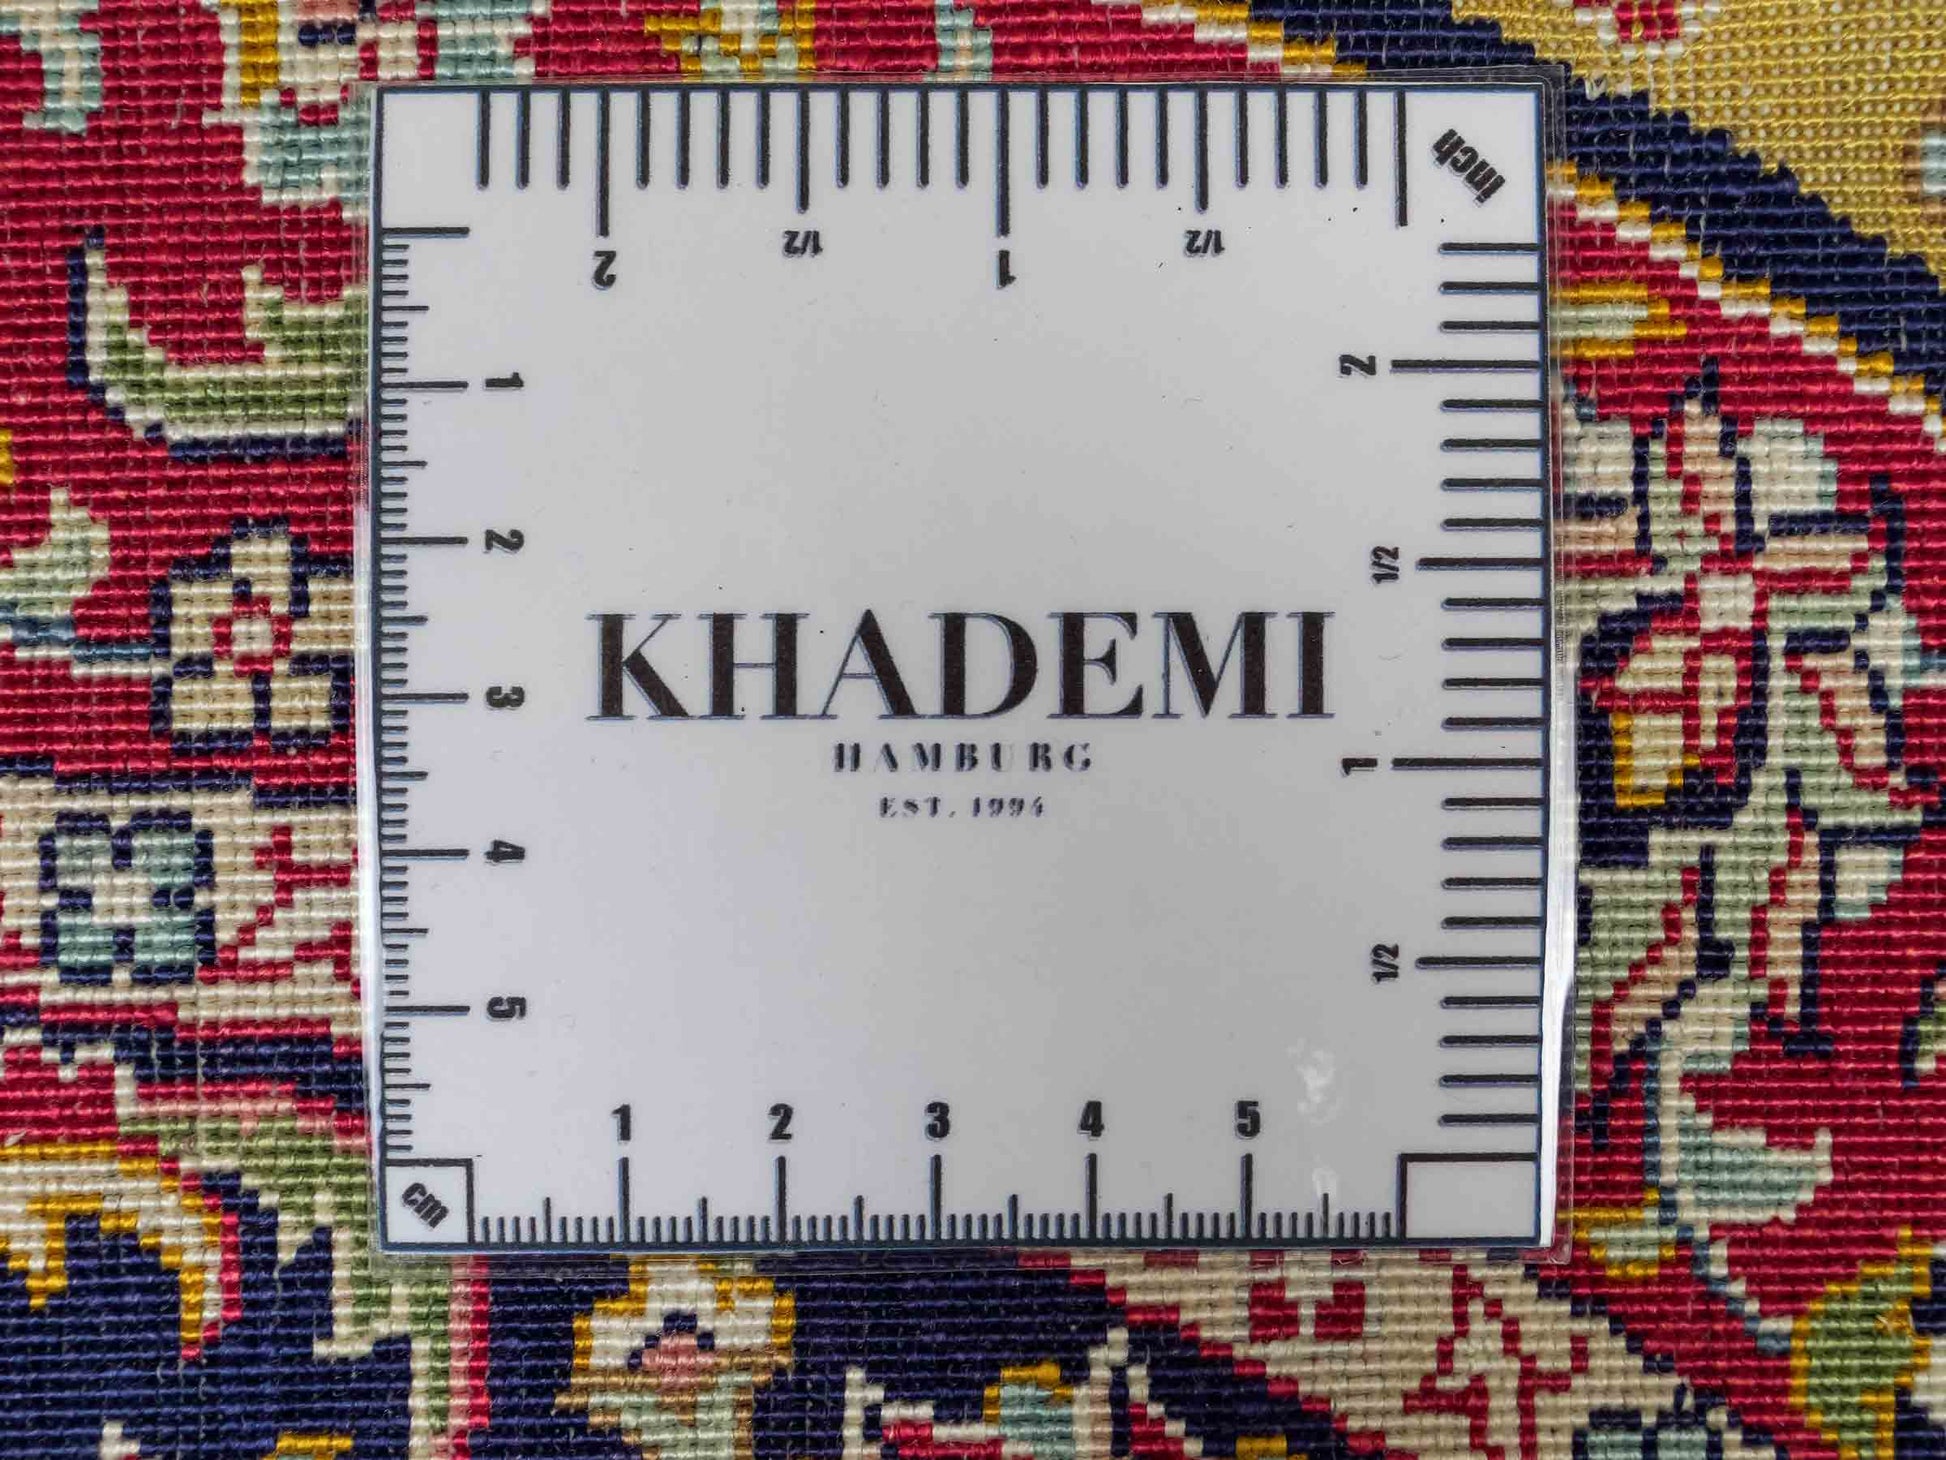 inch
2 1/2 1 1/2
2
1/2
1
1/2
1
2
3
4
5
KHADEMI
HAMBURG
EST. 1994
cm
1 2 3 4 5